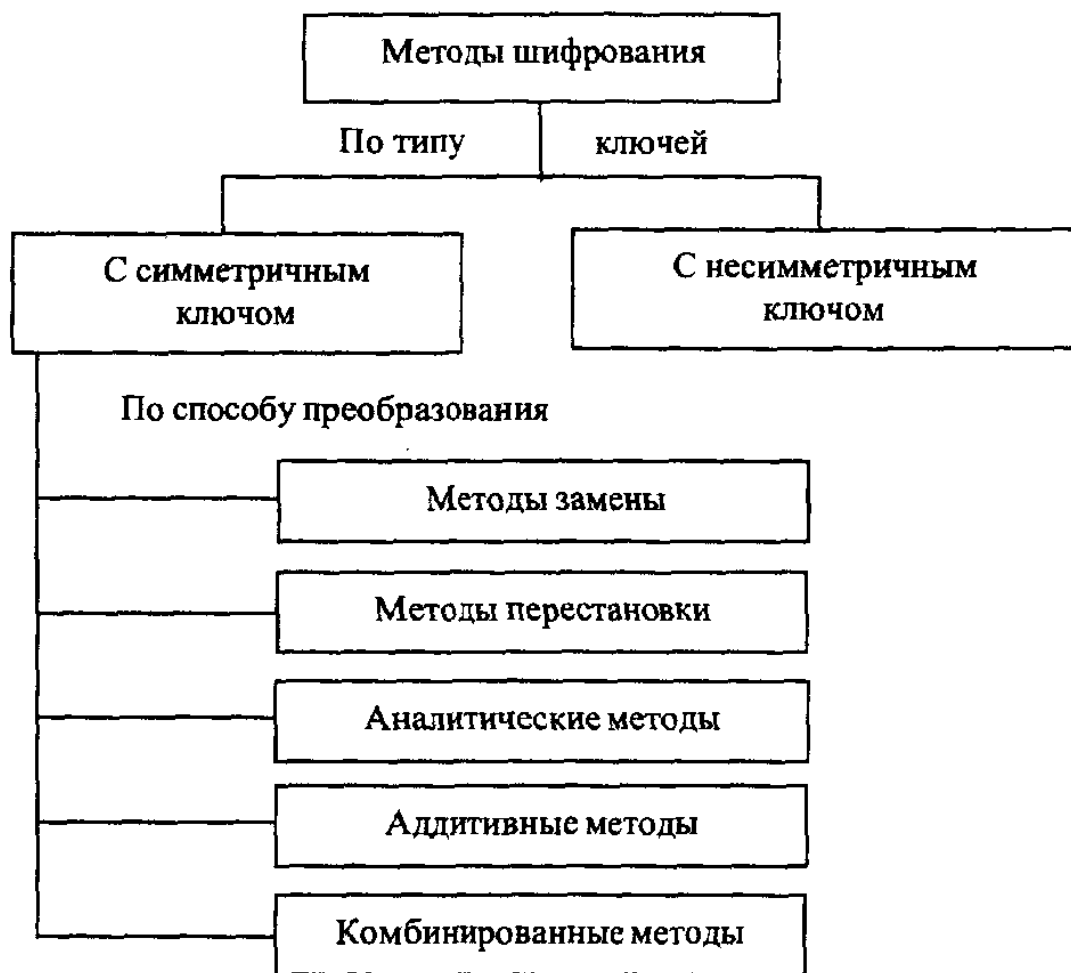 Методы шифрования
По типу ключей
С симметричным
ключом
С несимметричным
ключом
По способу преобразования
Методы замены
Методы перестановки
Аналитические методы
Аддитивные методы
Комбинированные методы